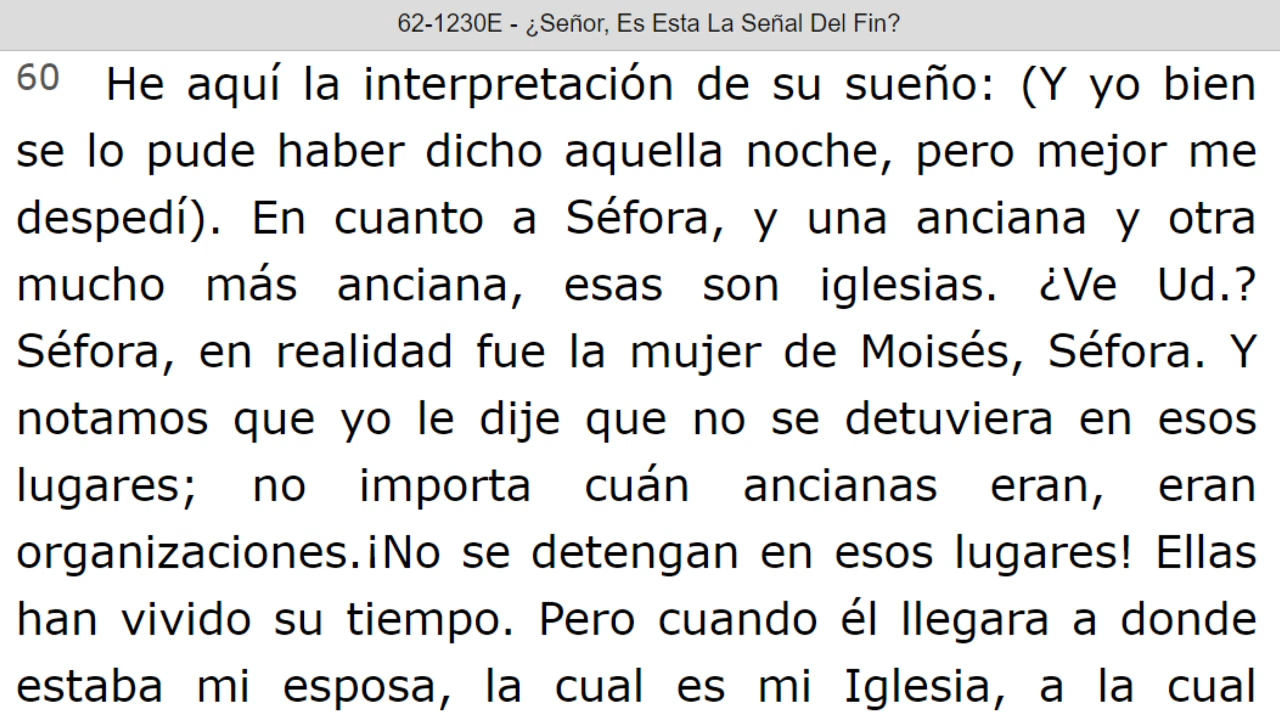 62-1230E - ¿Señor, Es Esta La Señal Del Fin?
60 He aquí la interpretación de su sueño: (Y yo bien
se lo pude haber dicho aquella noche, pero mejor me
despedí). En cuanto a Séfora, y una anciana y otra
mucho más anciana, esas son iglesias. ¿Ve Ud.?
Séfora, en realidad fue la mujer de Moisés, Séfora. Y
notamos que yo le dije que no se detuviera en esos
lugares; no importa cuán ancianas eran, eran
organizaciones.¡No se detengan en esos lugares! Ellas
han vivido su tiempo. Pero cuando él llegara a donde
estaba mi esposa, la cual es mi Iglesia, a la cual